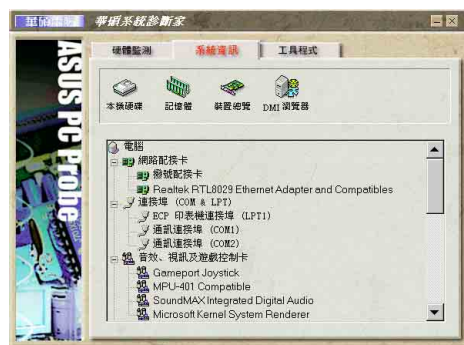 華碩系統診斷家
ASUS PC Probe
硬體監測
系統資訊
工具程式
本機硬碟
記憶體
裝置總覽
DMI 瀏覽器
電腦
網路配接卡
撥號配接卡
Realtek RTL8029 Ethernet Adapter and Compatibles
連接埠 (COM & LPT)
ECP 印表機連接埠 (LPT1)
通訊連接埠 (COM1)
通訊連接埠 (COM2)
音效、視訊及遊戲控制卡
Gameport Joystick
MPU-401 Compatible
SoundMAX Integrated Digital Audio
Microsoft Kernel System Renderer